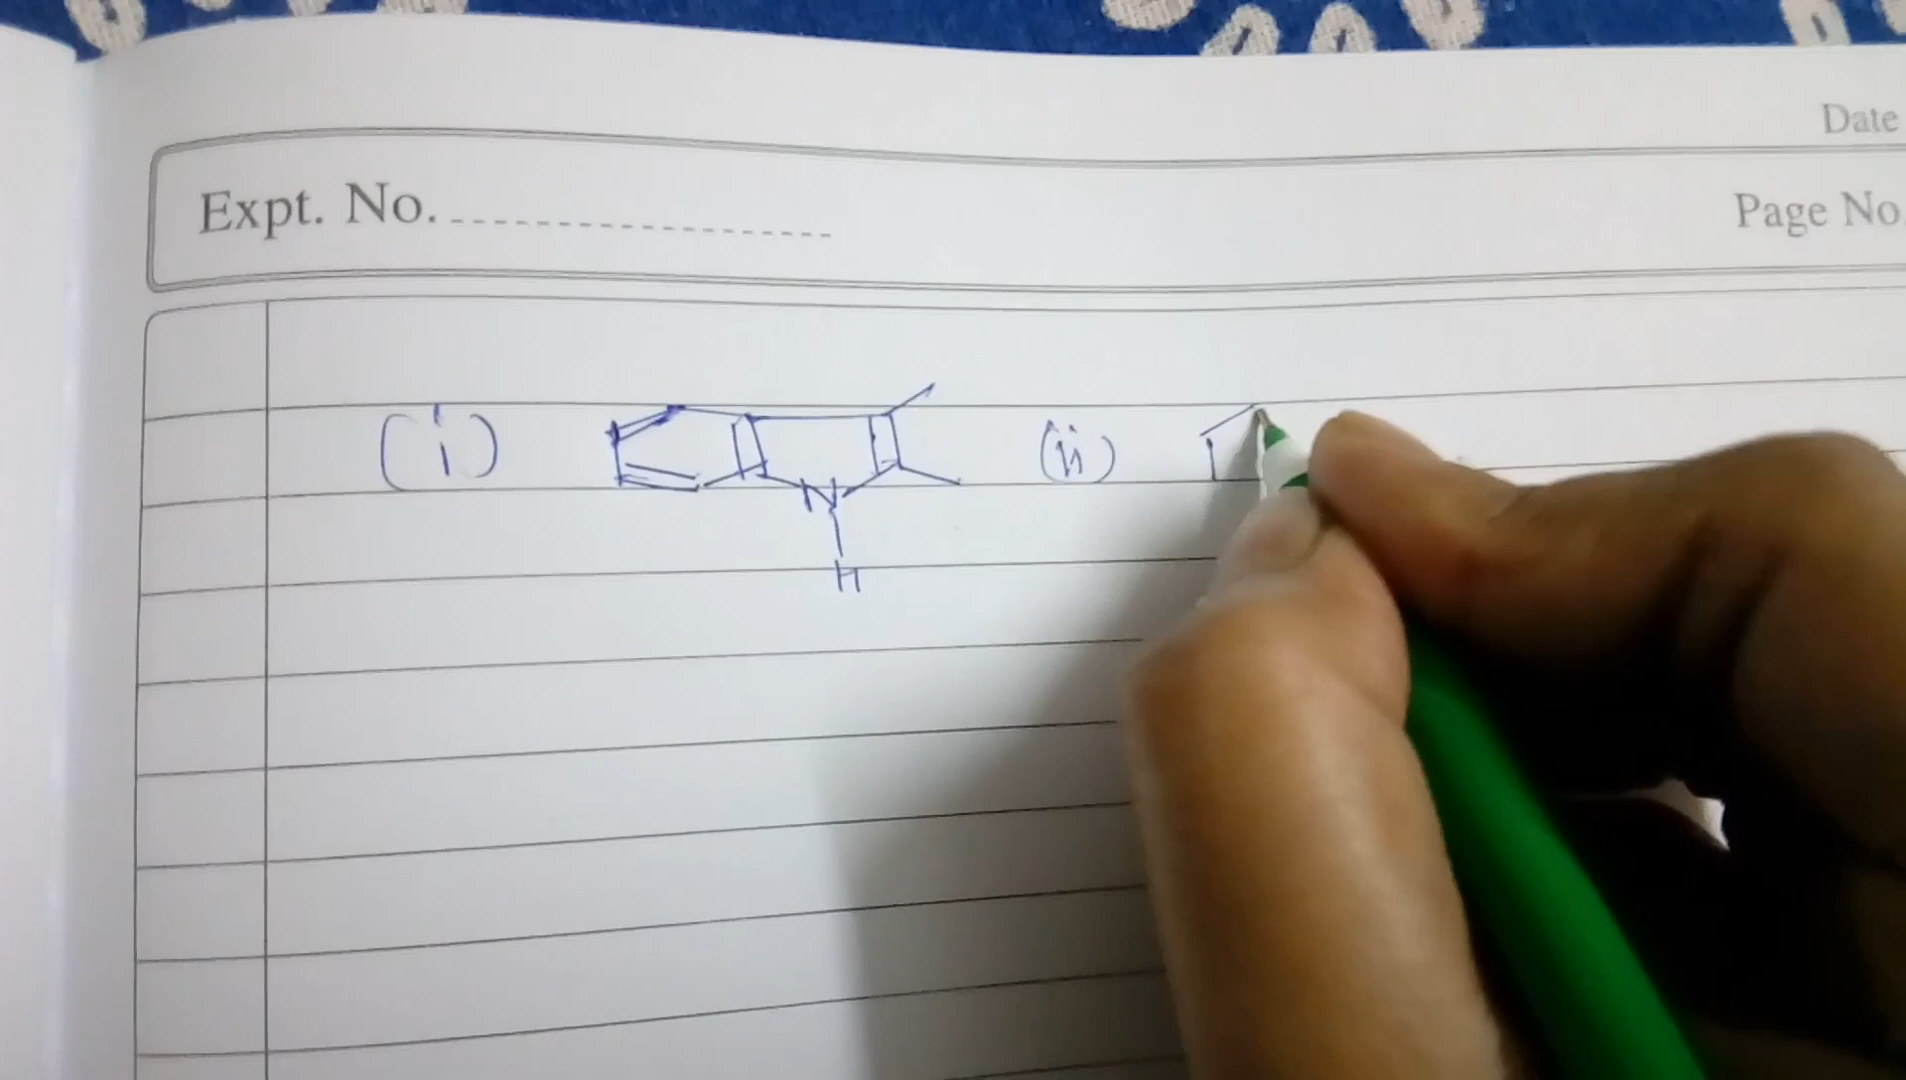 Date
Expt. No.
Page No.
(i)
(ii)
N
H